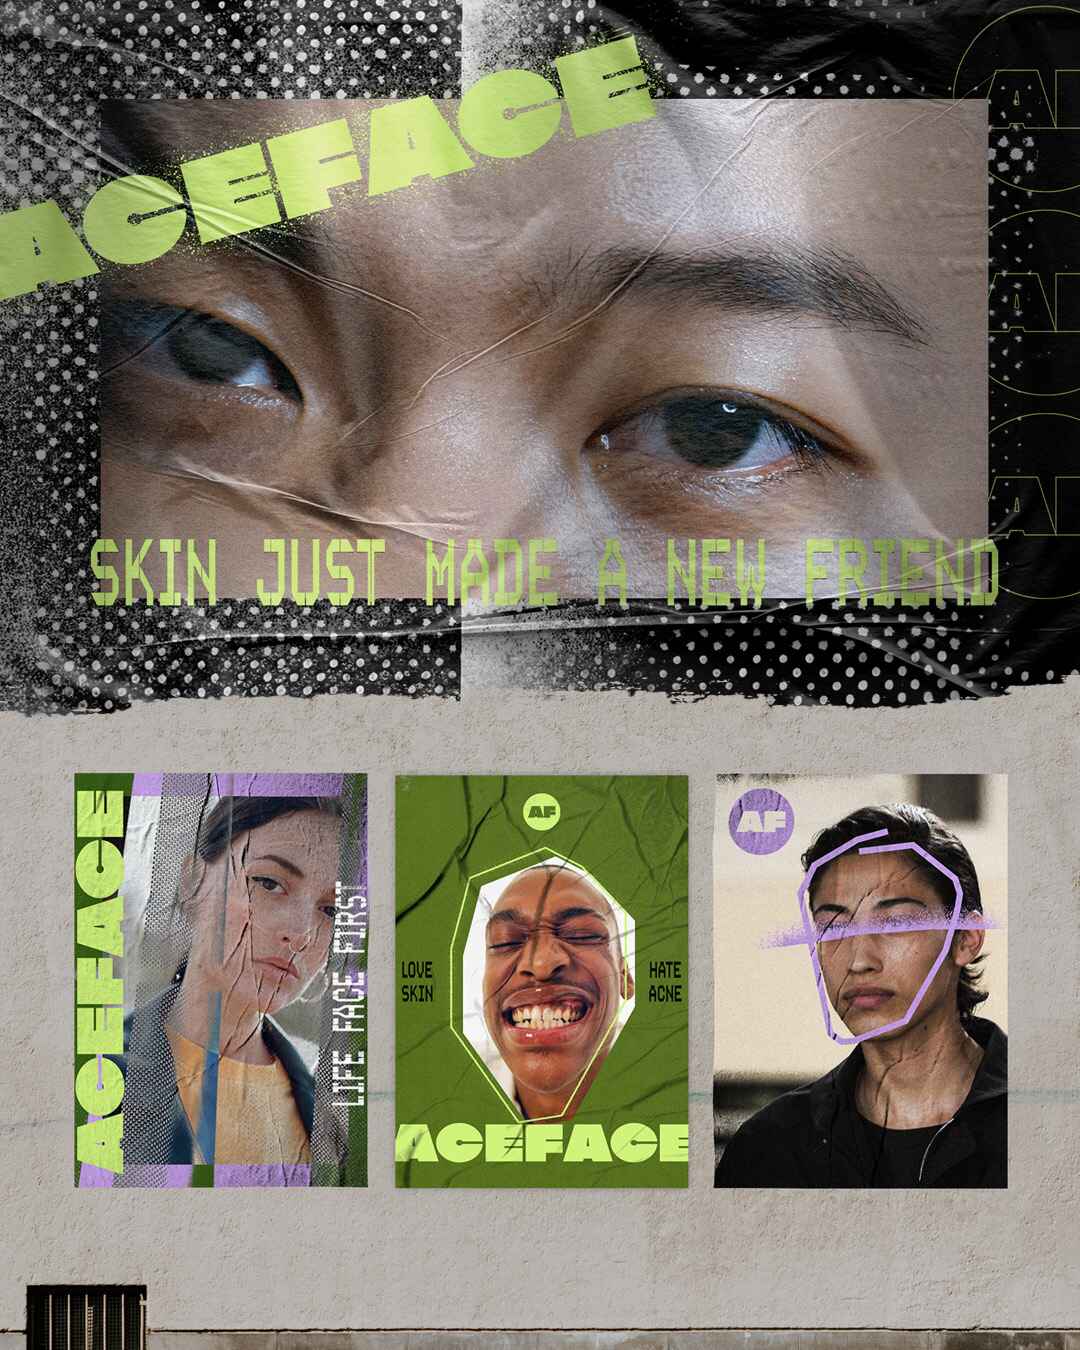 ACEFACE
AF
AF
AF
SKIN JUST MADE A NEW FRIEND
ACEFACE
LIFE FACE FIRST
AF
LOVE
SKIN
HATE
ACNE
ACEFACE
AF